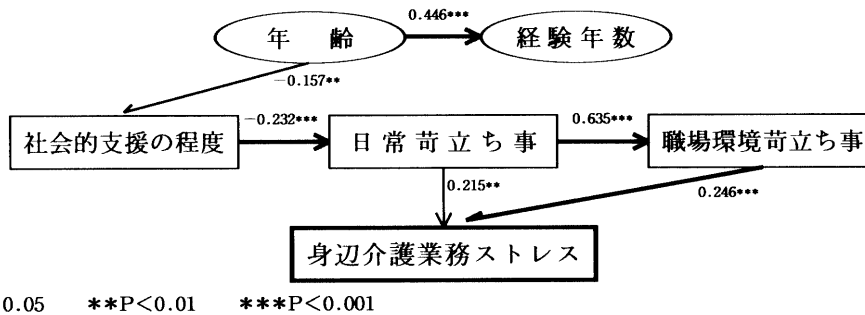 0.446***
年　齢
経験年数
−0.157**
社会的支援の程度
−0.232***
日常苛立ち事
0.635***
職場環境苛立ち事
0.215**
0.246***
身辺介護業務ストレス
0.05　**P<0.01　***P<0.001